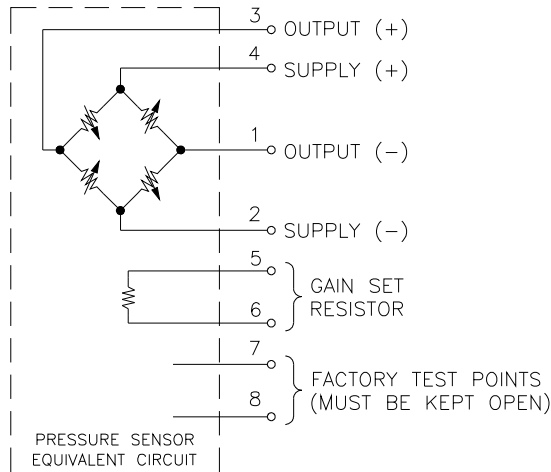 3 OUTPUT (+)
4 SUPPLY (+)
1 OUTPUT (−)
2 SUPPLY (−)
5
GAIN SET
RESISTOR
6
7
FACTORY TEST POINTS
(MUST BE KEPT OPEN)
8
PRESSURE SENSOR
EQUIVALENT CIRCUIT